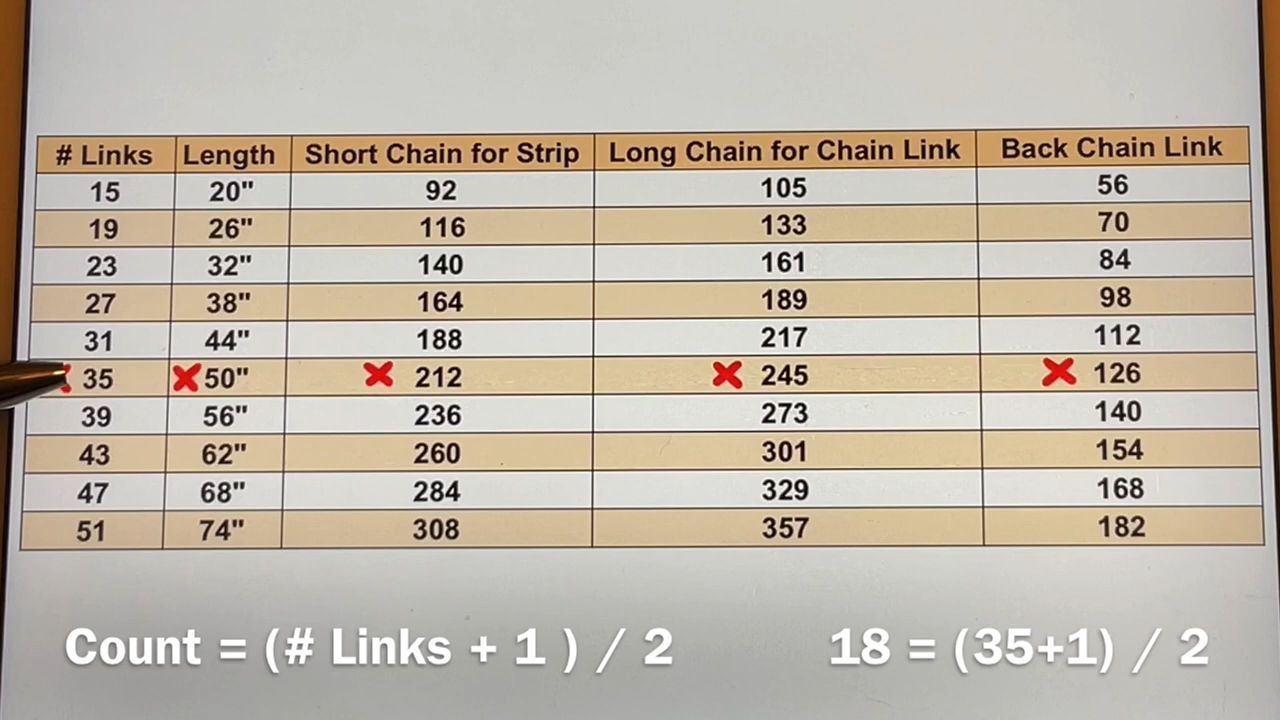 # Links Length Short Chain for Strip Long Chain for Chain Link Back Chain Link
15 20" 92 105 56
19 26" 116 133 70
23 32" 140 161 84
27 38" 164 189 98
31 44" 188 217 112
35 50" 212 245 126
39 56" 236 273 140
43 62" 260 301 154
47 68" 284 329 168
51 74" 308 357 182
Count = (# Links + 1 ) / 2 18 = (35+1) / 2